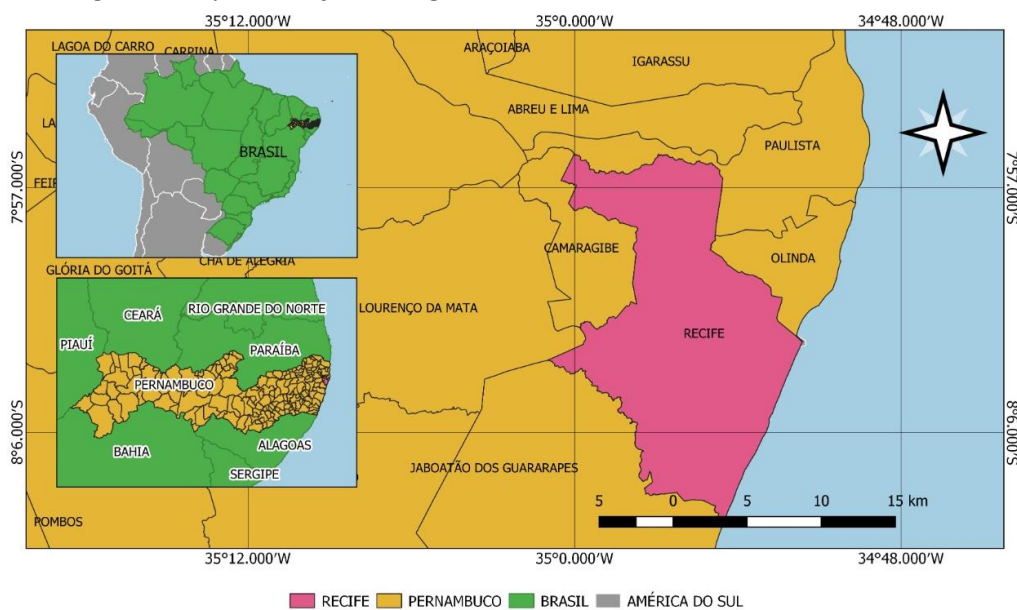 35°12.000'W 35°0.000'W 34°48.000'W
LAGOA DO CARRO
CARPINA
ARAÇOIABA
IGARASSU
ABREU E LIMA
LA
PAULISTA
BRASIL
7°57.000'S
7°57.000'S
FEIR
CAMARAGIBE
OLINDA
CHÃ DE ALEGRIA
GLÓRIA DO GOITÁ
CEARÁ
RIO GRANDE DO NORTE
LOURENÇO DA MATA
RECIFE
PIAUÍ
PARAÍBA
PERNAMBUCO
8°6.000'S
8°6.000'S
BAHIA
ALAGOAS
SERGIPE
JABOATÃO DOS GUARARAPES
5 0 5 10 15 km
POMBOS
35°12.000'W 35°0.000'W 34°48.000'W
RECIFE PERNAMBUCO BRASIL AMÉRICA DO SUL